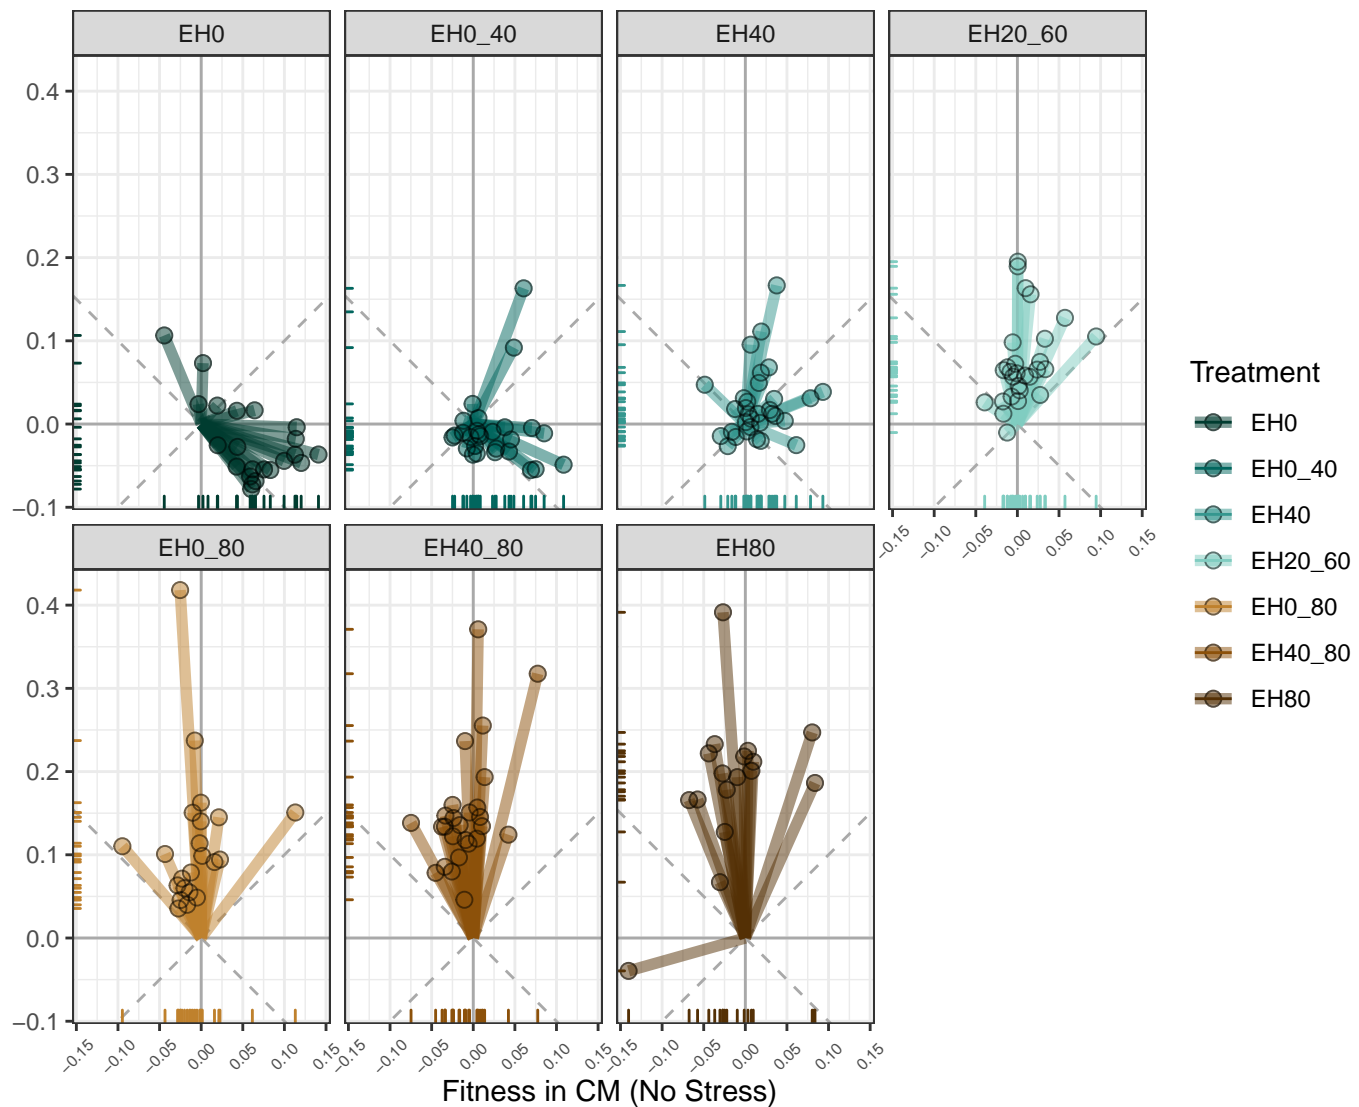 EH0 EH0_40 EH40 EH20_60
0.4
0.3
0.2
0.1
0.0
−0.1
−0.15 −0.10 −0.05 0.00 0.05 0.10 0.15
EH0_80 EH40_80 EH80
0.4
0.3
0.2
0.1
0.0
−0.1
−0.15 −0.10 −0.05 0.00 0.05 0.10 0.15 −0.15 −0.10 −0.05 0.00 0.05 0.10 0.15 −0.15 −0.10 −0.05 0.00 0.05 0.10 0.15
Fitness in CM (No Stress)
Treatment
EH0
EH0_40
EH40
EH20_60
EH0_80
EH40_80
EH80